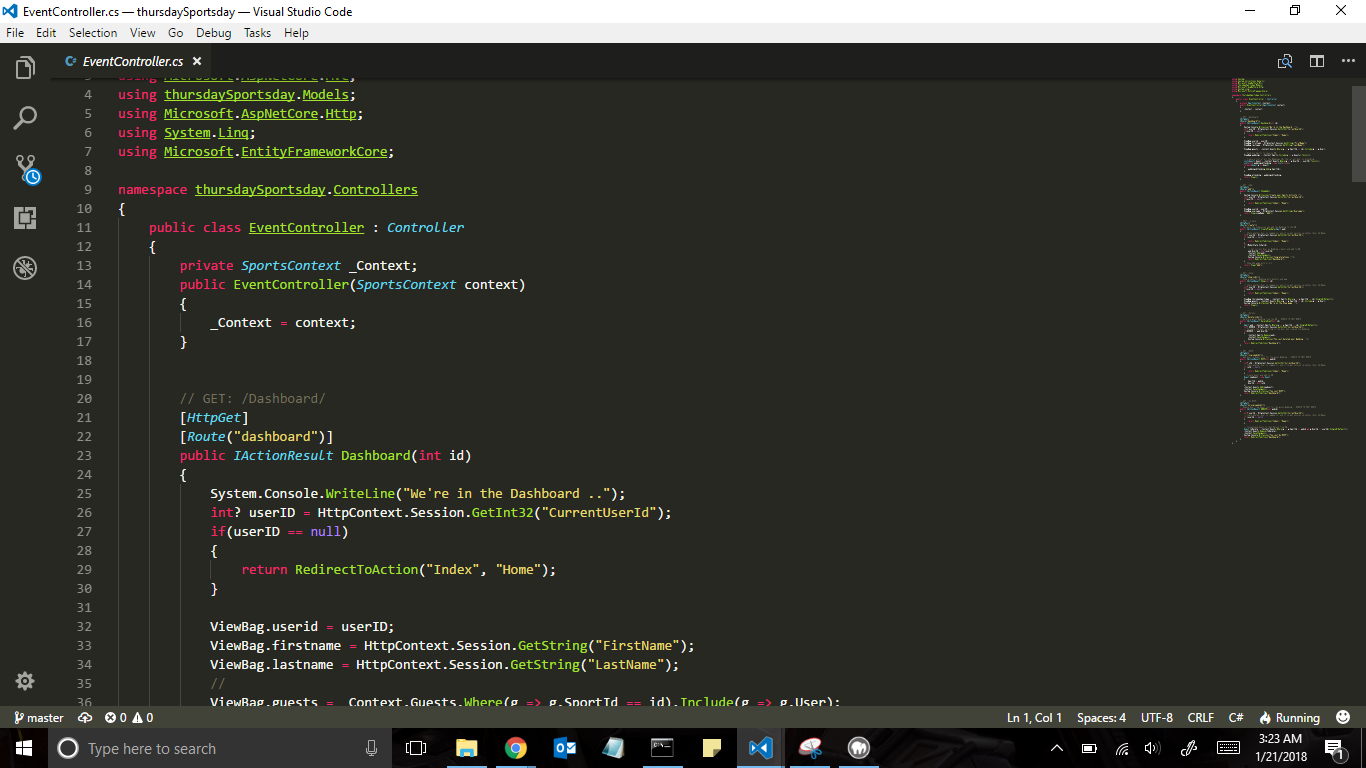 EventController.cs — thursdaySportsday — Visual Studio Code
File Edit Selection View Go Debug Tasks Help
EventController.cs
3 using Microsoft.AspNetCore.Mvc;
4 using thursdaySportsday.Models;
5 using Microsoft.AspNetCore.Http;
6 using System.Linq;
7 using Microsoft.EntityFrameworkCore;
8
9 namespace thursdaySportsday.Controllers
10 {
11 public class EventController : Controller
12 {
13 private SportsContext _Context;
14 public EventController(SportsContext context)
15 {
16 _Context = context;
17 }
18
19
20 // GET: /Dashboard/
21 [HttpGet]
22 [Route("dashboard")]
23 public IActionResult Dashboard(int id)
24 {
25 System.Console.WriteLine("We're in the Dashboard ..");
26 int? userID = HttpContext.Session.GetInt32("CurrentUserId");
27 if(userID == null)
28 {
29 return RedirectToAction("Index", "Home");
30 }
31
32 ViewBag.userid = userID;
33 ViewBag.firstname = HttpContext.Session.GetString("FirstName");
34 ViewBag.lastname = HttpContext.Session.GetString("LastName");
35 //
36 ViewBag.guests = _Context.Guests.Where(g => g.SportId == id).Include(g => g.User);
master 0 0 Ln 1, Col 1 Spaces: 4 UTF-8 CRLF C# Running
Type here to search
3:23 AM
1/21/2018
1